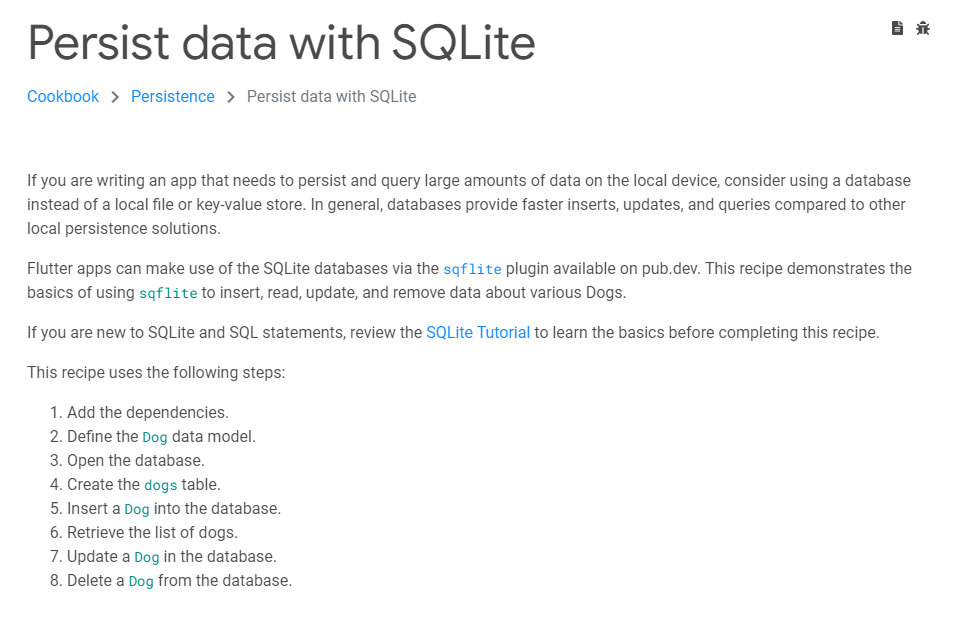 Persist data with SQLite
Cookbook > Persistence > Persist data with SQLite
If you are writing an app that needs to persist and query large amounts of data on the local device, consider using a database
instead of a local file or key-value store. In general, databases provide faster inserts, updates, and queries compared to other
local persistence solutions.
Flutter apps can make use of the SQLite databases via the sqflite plugin available on pub.dev. This recipe demonstrates the
basics of using sqflite to insert, read, update, and remove data about various Dogs.
If you are new to SQLite and SQL statements, review the SQLite Tutorial to learn the basics before completing this recipe.
This recipe uses the following steps:
1. Add the dependencies.
2. Define the Dog data model.
3. Open the database.
4. Create the dogs table.
5. Insert a Dog into the database.
6. Retrieve the list of dogs.
7. Update a Dog in the database.
8. Delete a Dog from the database.